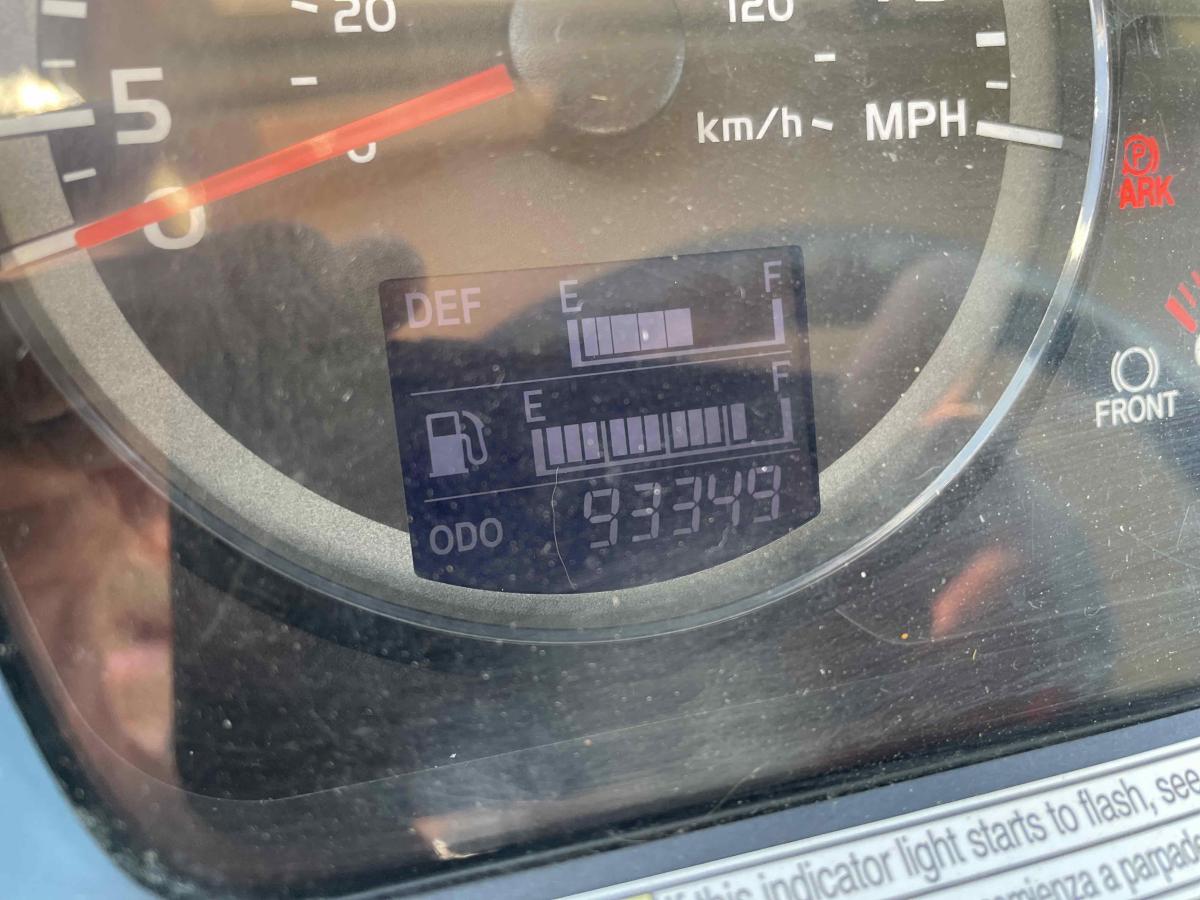 20
120
5
km/h MPH
0
0
P
ARK
DEF E F
E F
FRONT
ODO 93349
this indicator light starts to flash, see
comienza a parpade